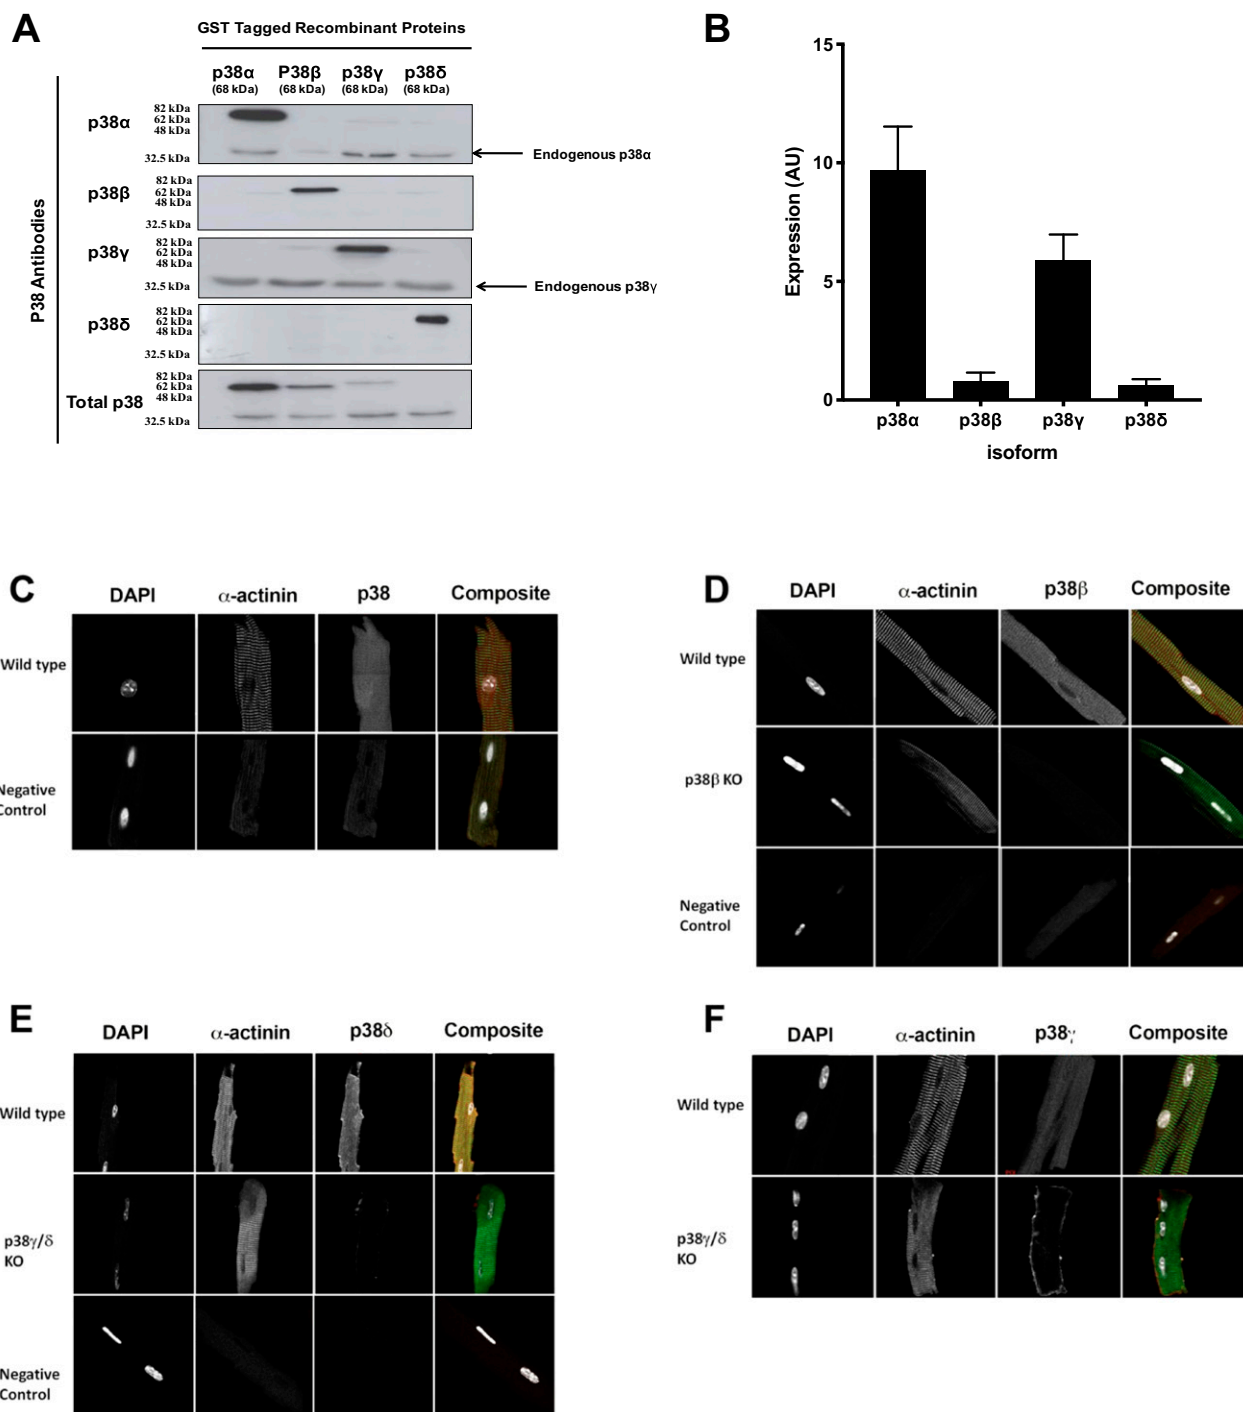 A
GST Tagged Recombinant Proteins
p38α P38β p38γ p38δ
(68 kDa) (68 kDa) (68 kDa) (68 kDa)
P38 Antibodies
p38α
82 kDa
62 kDa
48 kDa
32.5 kDa
Endogenous p38α
p38β
82 kDa
62 kDa
48 kDa
32.5 kDa
p38γ
82 kDa
62 kDa
48 kDa
32.5 kDa
Endogenous p38γ
p38δ
82 kDa
62 kDa
48 kDa
32.5 kDa
Total p38
82 kDa
62 kDa
48 kDa
32.5 kDa
B
Expression (AU)
15
10
5
0
p38α p38β p38γ p38δ
isoform
C
DAPI α-actinin p38 Composite
Wild type
Negative
Control
D
DAPI α-actinin p38β Composite
Wild type
p38β KO
Negative
Control
E
DAPI α-actinin p38δ Composite
Wild type
p38γ/δ
KO
Negative
Control
F
DAPI α-actinin p38γ Composite
Wild type
p38γ/δ
KO